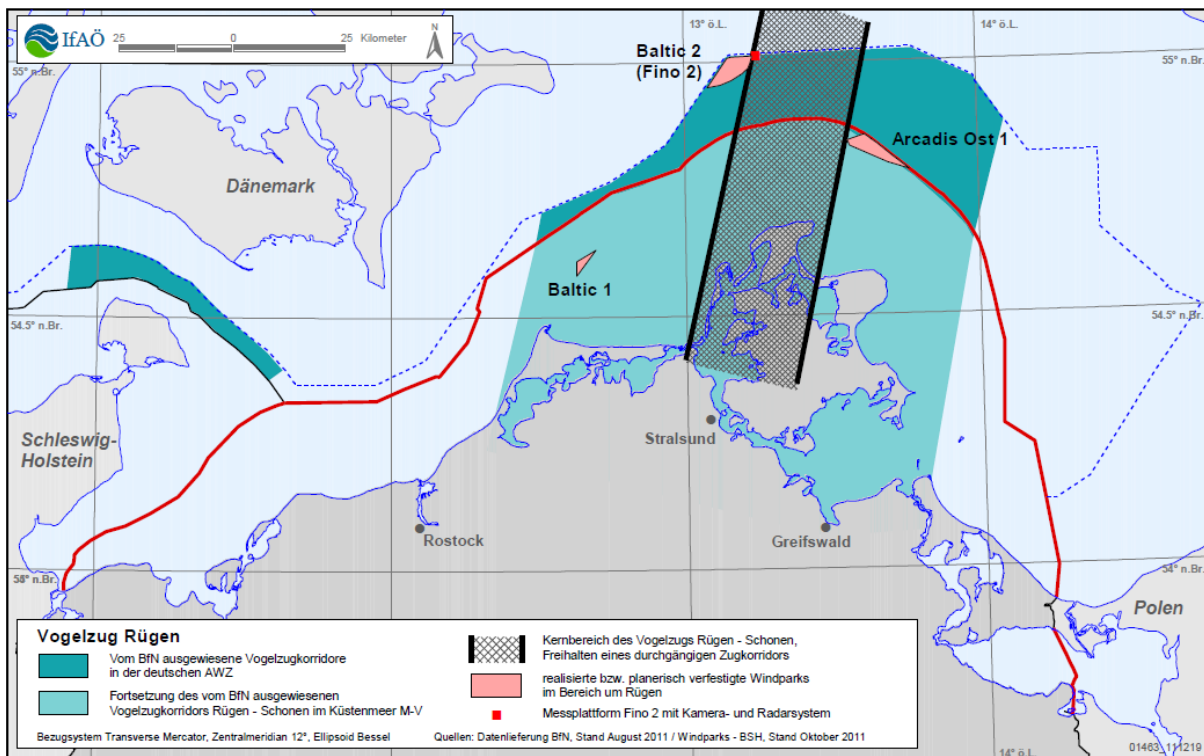 IfAÖ
25 0 25 Kilometer
N
13° ö.L.
14° ö.L.
55° n.Br.
55° n.Br.
Baltic 2
(Fino 2)
Arcadis Ost 1
Dänemark
Baltic 1
54.5° n.Br.
54.5° n.Br.
Schleswig-
Holstein
Stralsund
Rostock
Greifswald
58° n.Br.
54° n.Br.
Polen
Vogelzug Rügen
Vom BfN ausgewiesene Vogelzugkorridore
in der deutschen AWZ
Fortsetzung des vom BfN ausgewiesenen
Vogelzugkorridors Rügen - Schonen im Küstenmeer M-V
Kernbereich des Vogelzugs Rügen - Schonen,
Freihalten eines durchgängigen Zugkorridors
realisierte bzw. planerisch verfestigte Windparks
im Bereich um Rügen
Messplattform Fino 2 mit Kamera- und Radarsystem
Bezugsystem Transverse Mercator, Zentralmeridian 12°, Ellipsoid Bessel
Quellen: Datenlieferung BfN, Stand August 2011 / Windparks - BSH, Stand Oktober 2011
14° ö.L.
01463_111219